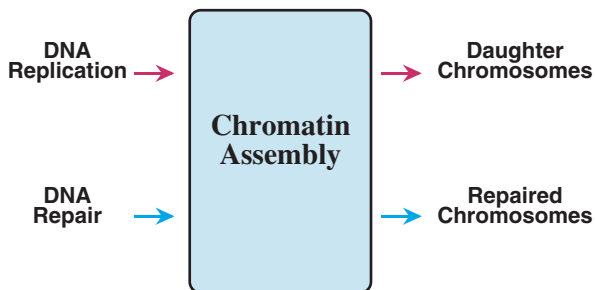 DNA
Replication
Daughter
Chromosomes
Chromatin
Assembly
DNA
Repair
Repaired
Chromosomes